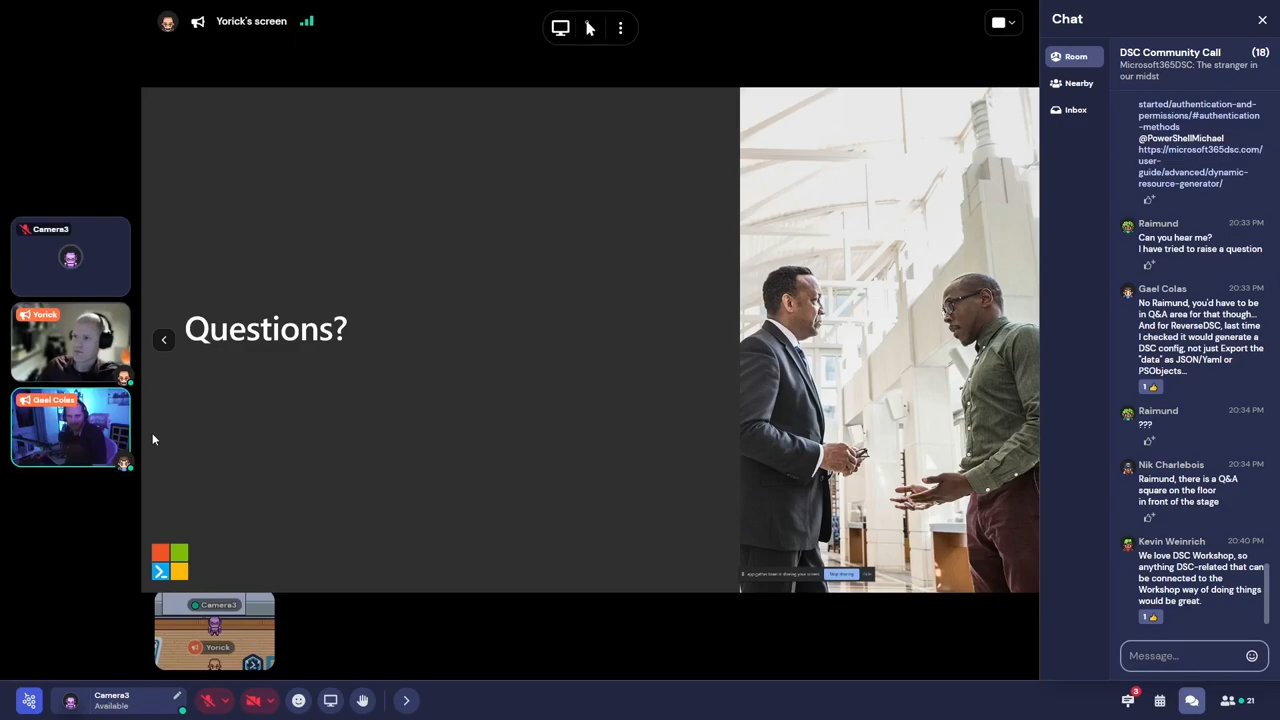 Yorick's screen
Camera3
Yorick
Gael Colas
Questions?
Stop sharing
Camera3
Yorick
Camera3
Available
Chat
Room
Nearby
Inbox
DSC Community Call
(18)
Microsoft365DSC: The stranger in
our midst
started/authentication-and-
permissions/#authentication
-methods
@PowerShellMichael
https://microsoft365dsc.com/
user-
guide/advanced/dynamic-
resource-generator/
Raimund 20:33 PM
Can you hear me?
I have tried to raise a question
Gael Colas 20:33 PM
No Raimund, you'd have to be
in Q&A area for that though...
And for ReverseDSC, last time
I checked it would generate a
DSC config, not just Export the
"data" as JSON/Yaml or
PSObjects...
1
Raimund 20:34 PM
???
Nik Charlebois 20:34 PM
Raimund, there is a Q&A
square on the floor
in front of the stage
Kevin Weinrich 20:40 PM
We love DSC Workshop, so
anything DSC-related that can
be connected to the
Workshop way of doing things
would be great.
1
Message...
3
21